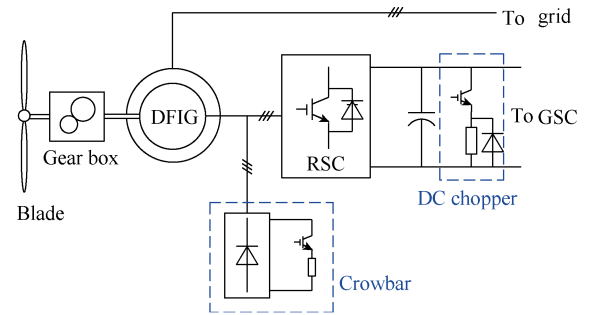 To grid
DFIG
To GSC
Gear box
RSC
DC chopper
Blade
Crowbar